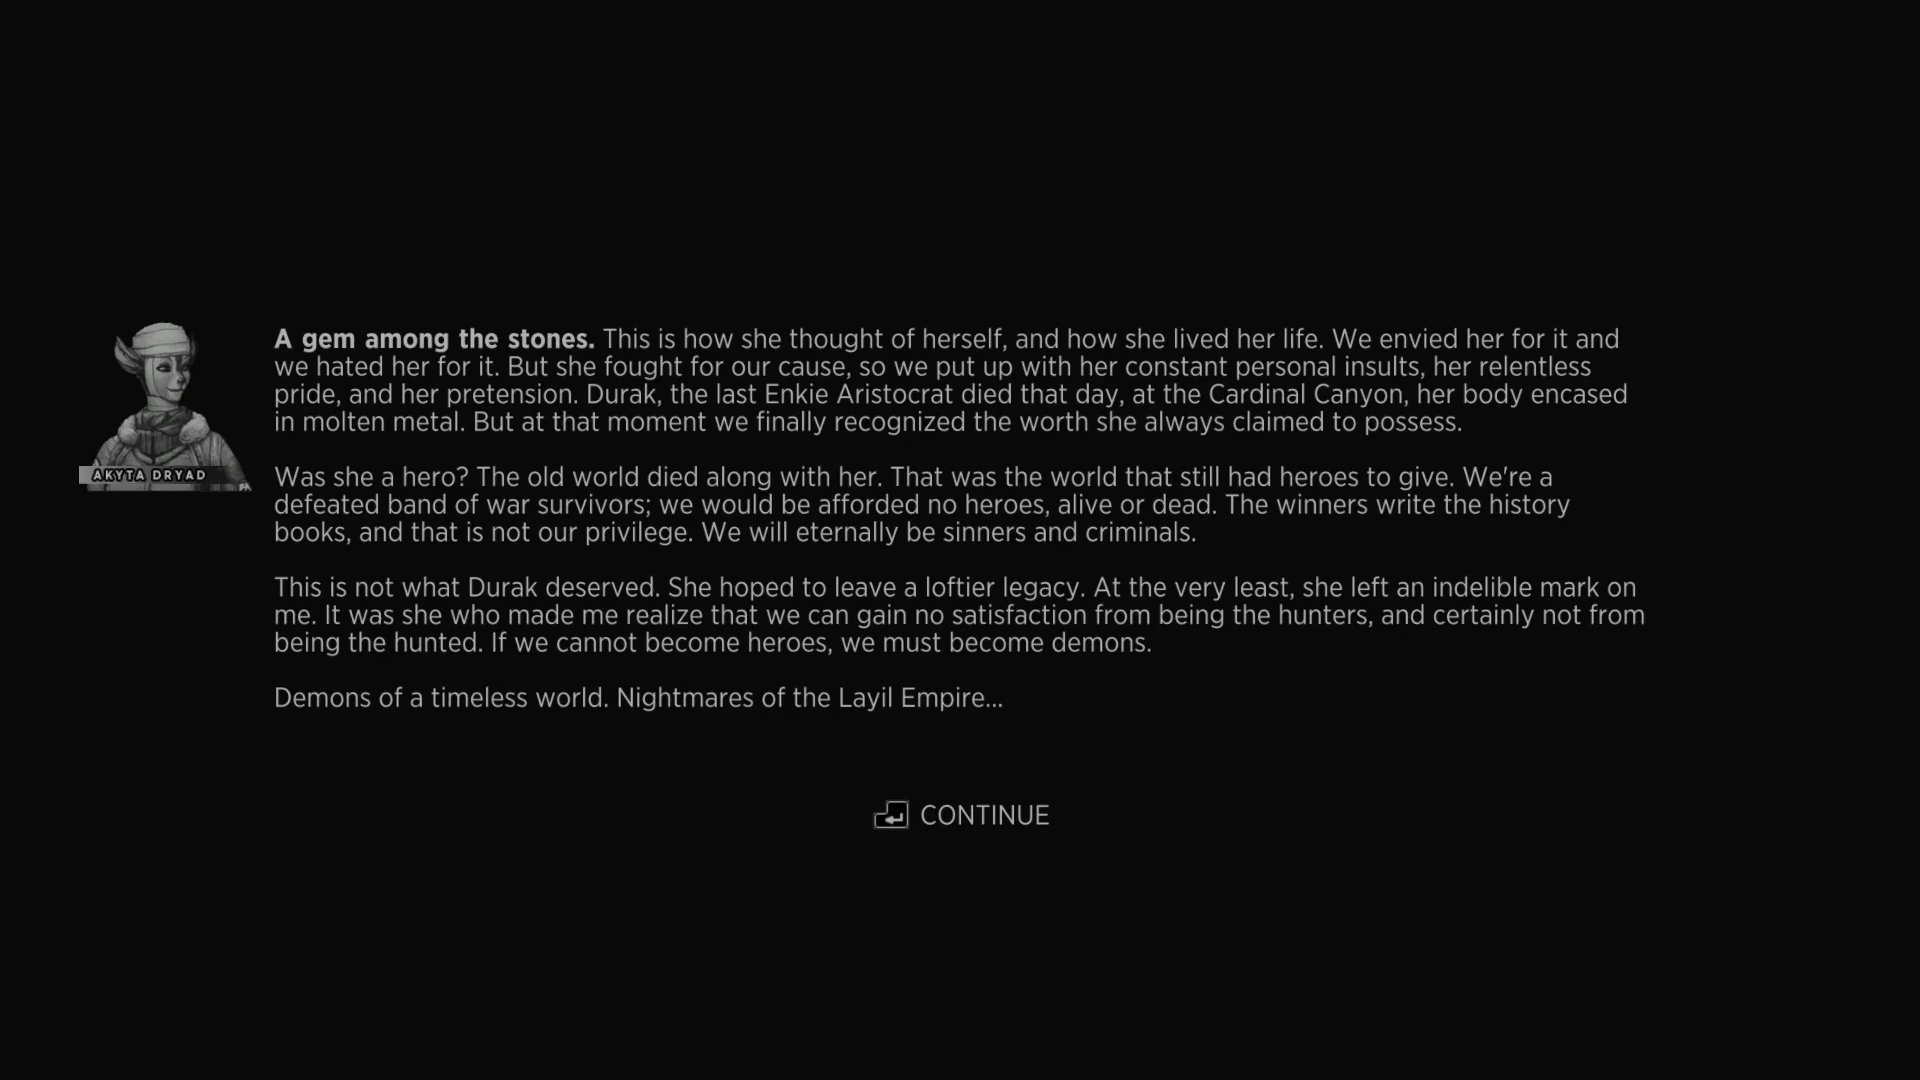 A gem among the stones. This is how she thought of herself, and how she lived her life. We envied her for it and
we hated her for it. But she fought for our cause, so we put up with her constant personal insults, her relentless
pride, and her pretension. Durak, the last Enkie Aristocrat died that day, at the Cardinal Canyon, her body encased
in molten metal. But at that moment we finally recognized the worth she always claimed to possess.
AKYTA DRYAD
Was she a hero? The old world died along with her. That was the world that still had heroes to give. We're a
defeated band of war survivors; we would be afforded no heroes, alive or dead. The winners write the history
books, and that is not our privilege. We will eternally be sinners and criminals.
This is not what Durak deserved. She hoped to leave a loftier legacy. At the very least, she left an indelible mark on
me. It was she who made me realize that we can gain no satisfaction from being the hunters, and certainly not from
being the hunted. If we cannot become heroes, we must become demons.
Demons of a timeless world. Nightmares of the Layil Empire...
CONTINUE